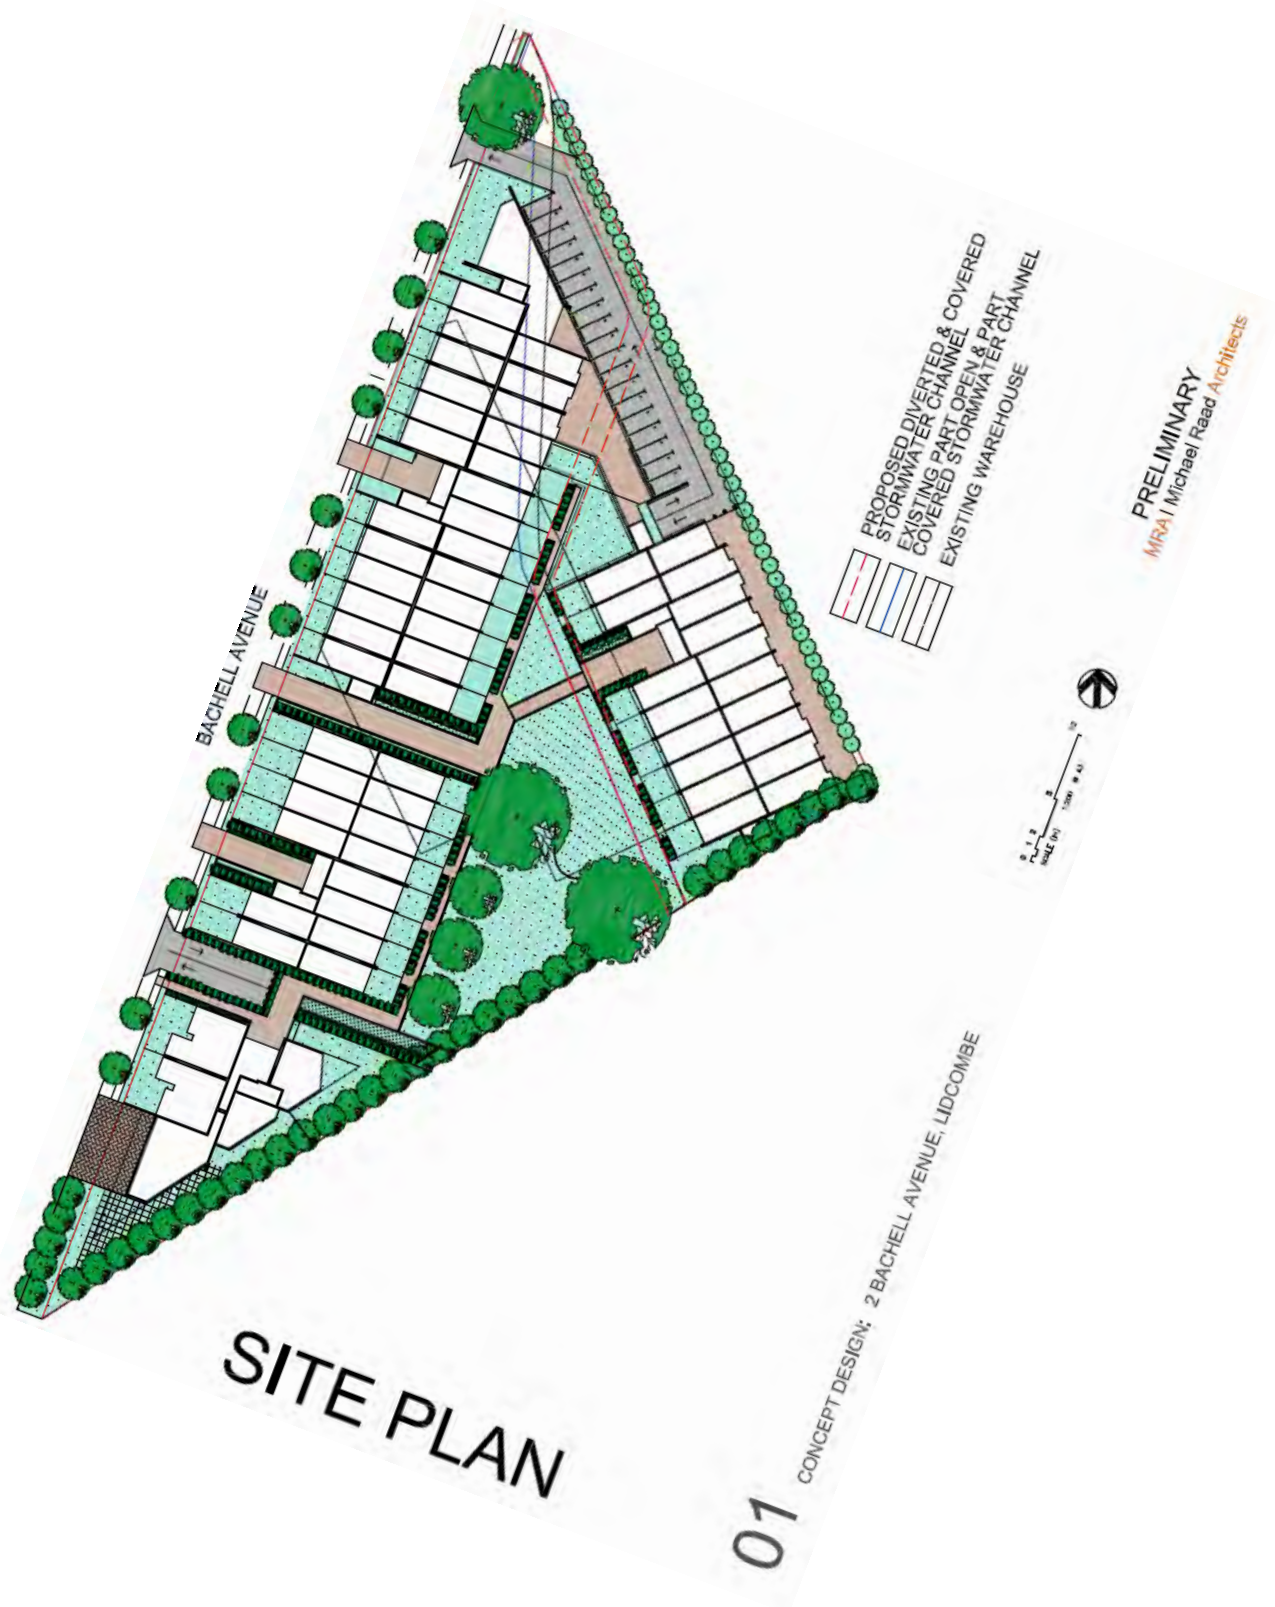 BACHELL AVENUE
PROPOSED DIVERTED & COVERED
STORMWATER CHANNEL
EXISTING PART OPEN & PART
COVERED STORMWATER CHANNEL
EXISTING WAREHOUSE
PRELIMINARY
MRA | Michael Raad Architects
SCALE (m)
SITE PLAN
01
CONCEPT DESIGN: 2 BACHELL AVENUE, LIDCOMBE